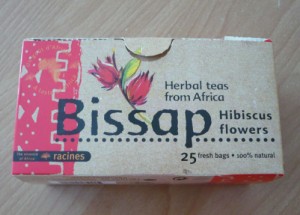 Herbal teas
from Africa
Bissap
Hibiscus
flowers
racines
25 fresh bags • 100% natural